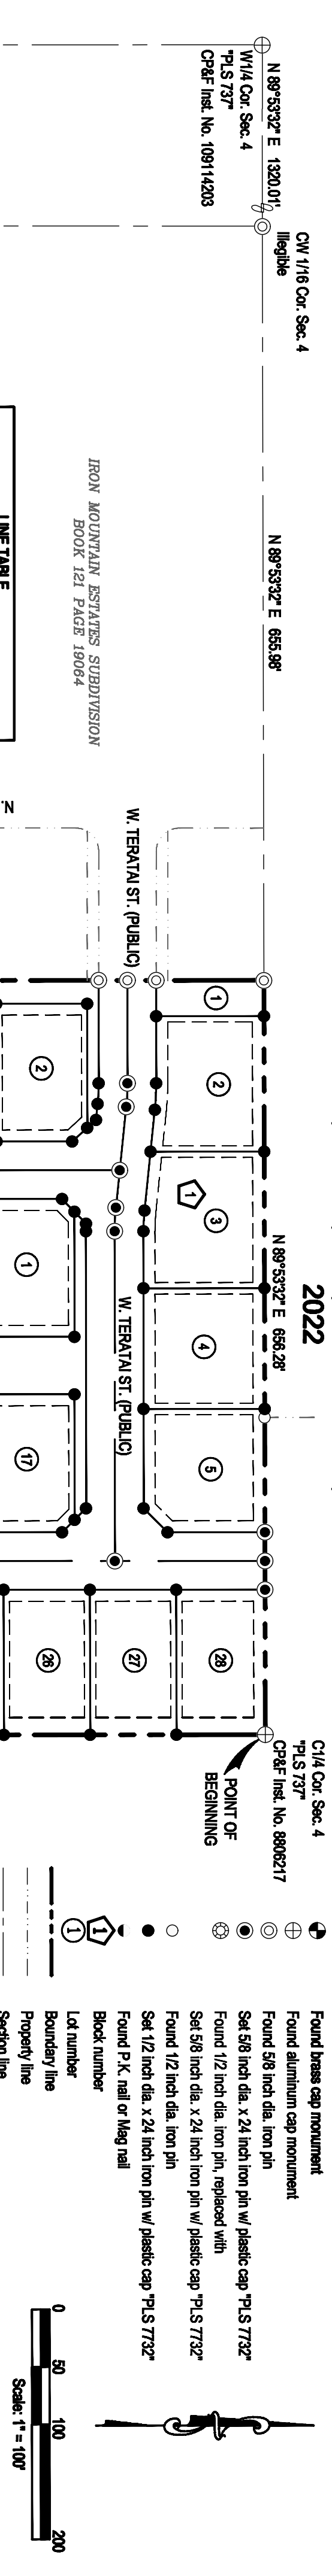 N 89°53'32" E 1320.01'
W1/4 Cor. Sec. 4
"PLS 737"
CP&F Inst. No. 109114203
CW 1/16 Cor. Sec. 4
Illegible
N 89°53'32" E 655.98'
IRON MOUNTAIN ESTATES SUBDIVISION
BOOK 121 PAGE 19064
LINE TABLE
N.
W. TERATAI ST. (PUBLIC)
1
2
3
4
5
1
2
1
17
2022
N 89°53'32" E 656.28'
W. TERATAI ST. (PUBLIC)
28
27
26
C1/4 Cor. Sec. 4
"PLS 737"
CP&F Inst. No. 8806217
POINT OF
BEGINNING
Found brass cap monument
Found aluminum cap monument
Found 5/8 inch dia. iron pin
Set 5/8 inch dia. x 24 inch iron pin w/ plastic cap "PLS 7732"
Found 1/2 inch dia. iron pin, replaced with
Set 5/8 inch dia. x 24 inch iron pin w/ plastic cap "PLS 7732"
Found 1/2 inch dia. iron pin
Set 1/2 inch dia. x 24 inch iron pin w/ plastic cap "PLS 7732"
Found P.K. nail or Mag nail
1 Block number
1 Lot number
Boundary line
Property line
Section line
0 50 100 200
Scale: 1" = 100'